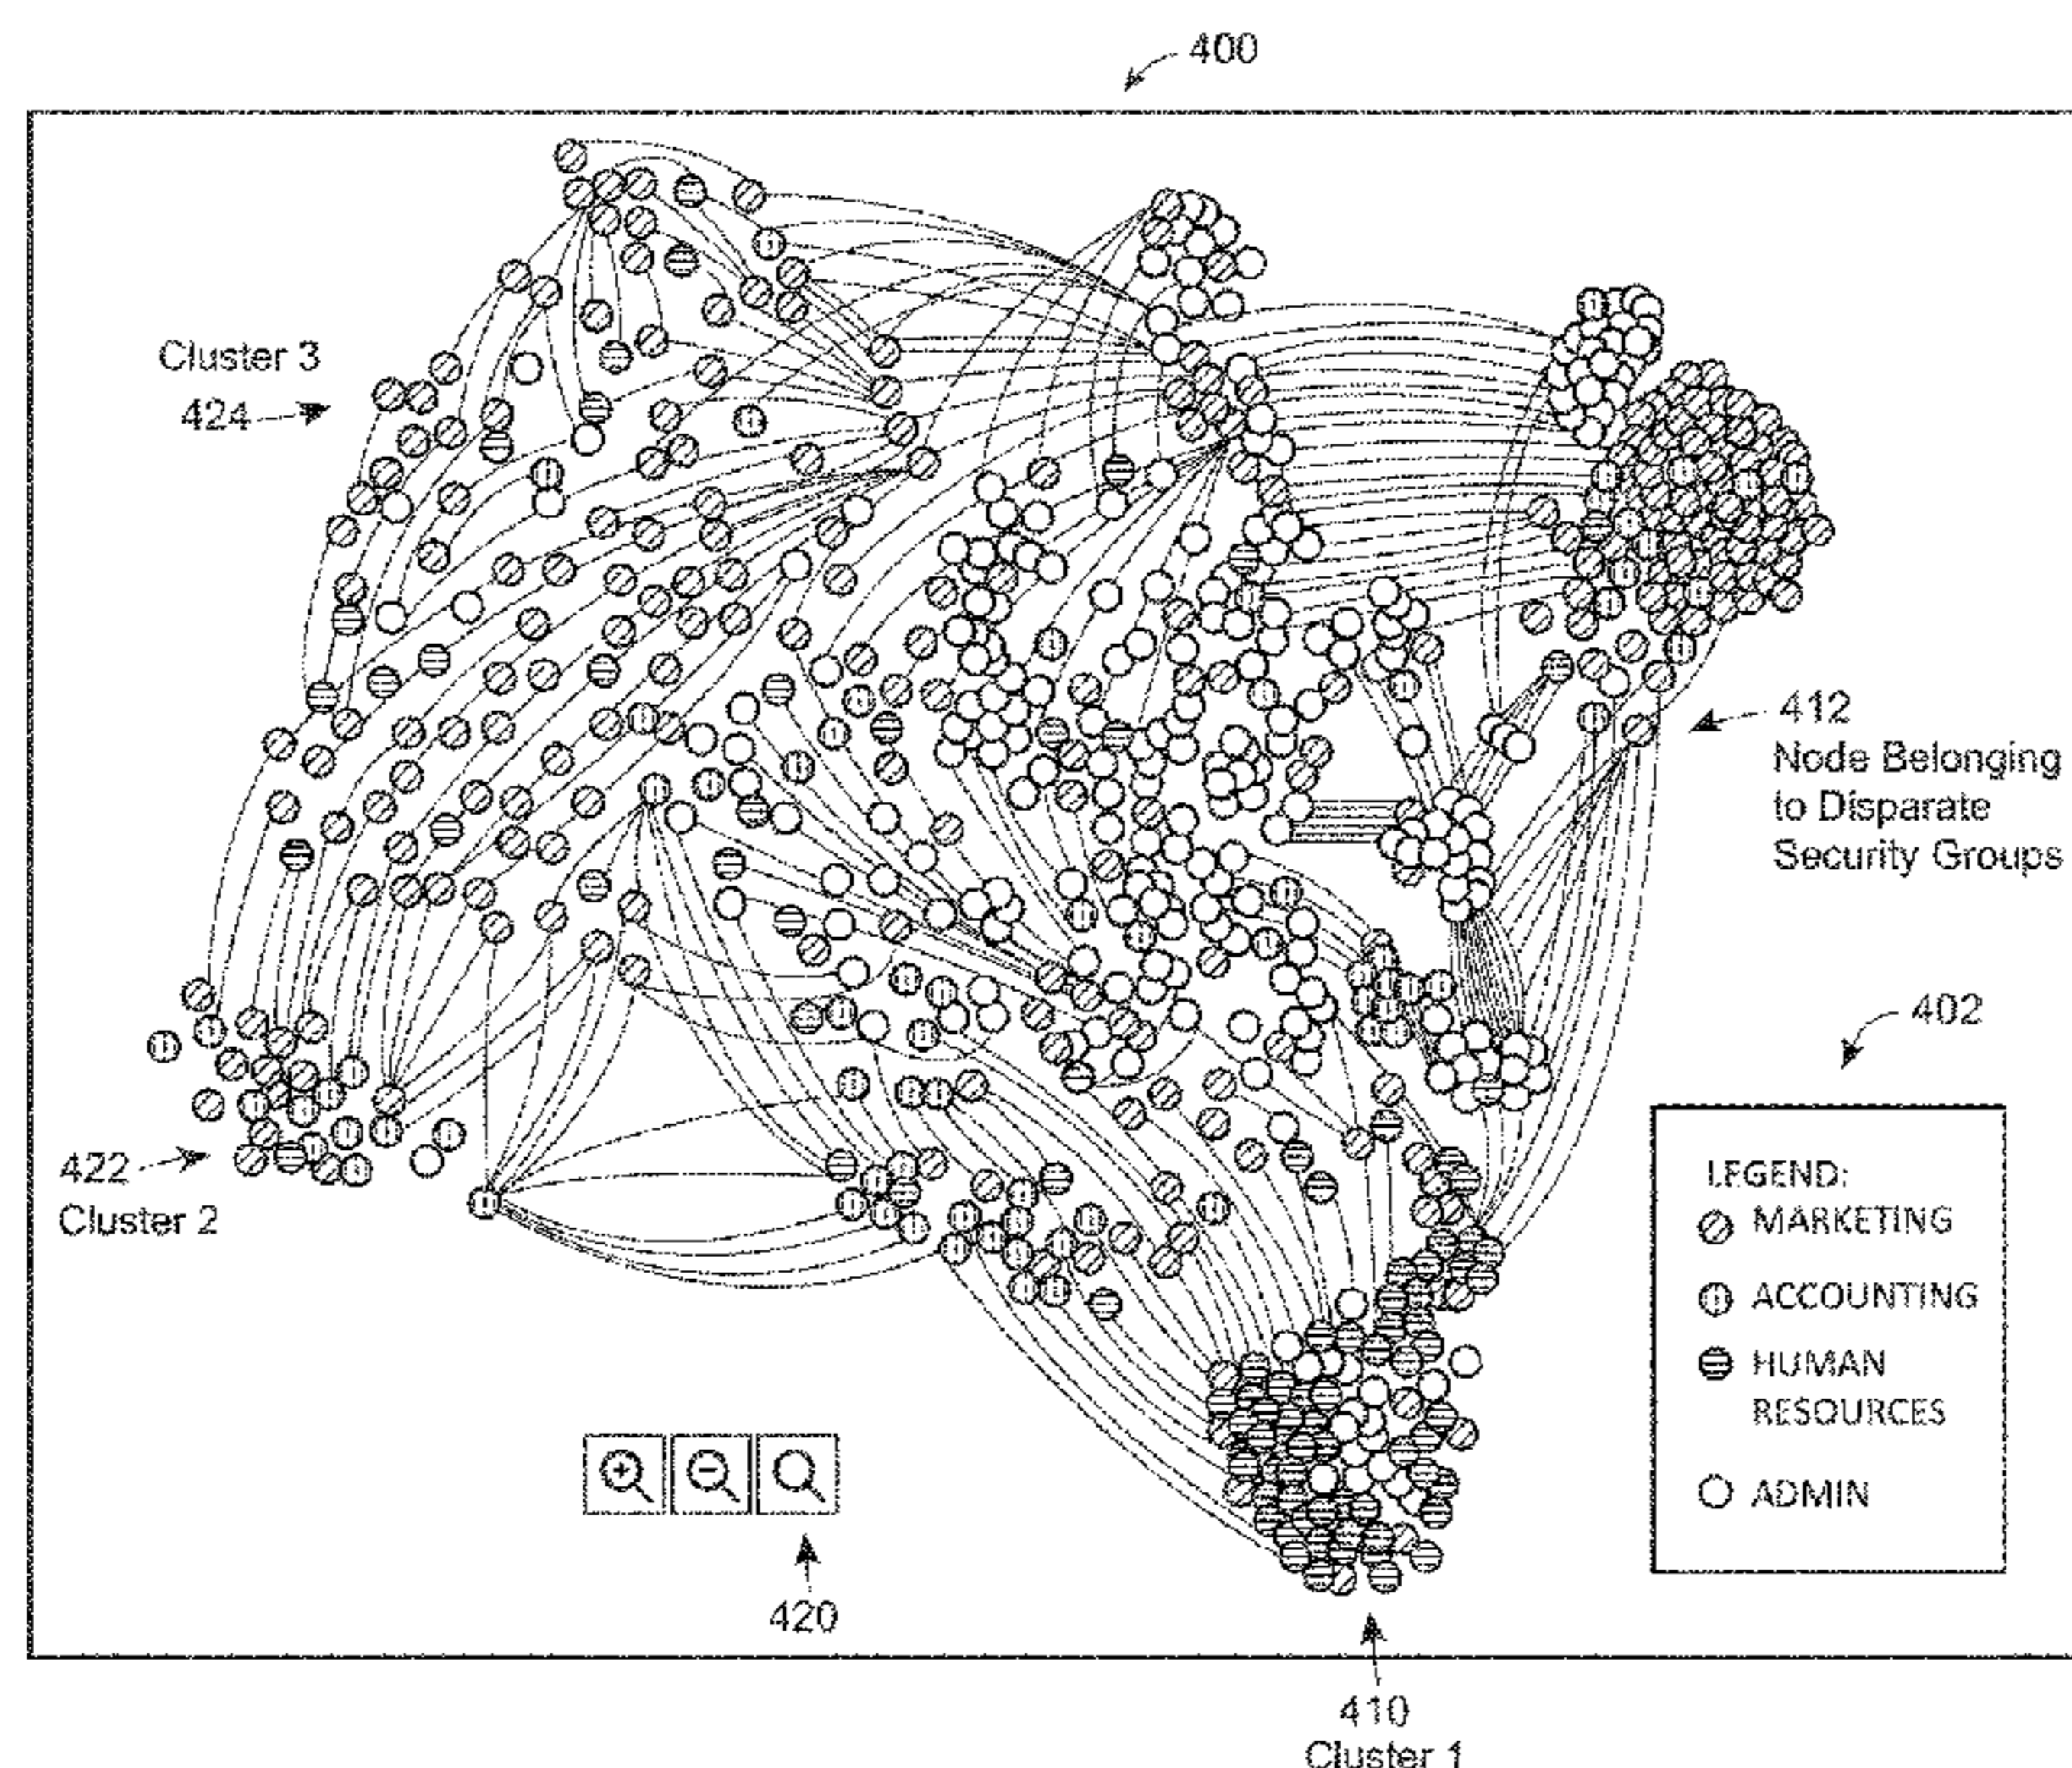 400
Cluster 3
424
412
Node Belonging
to Disparate
Security Groups
402
422
Cluster 2
LEGEND:
MARKETING
ACCOUNTING
HUMAN
RESOURCES
ADMIN
420
410
Cluster 1